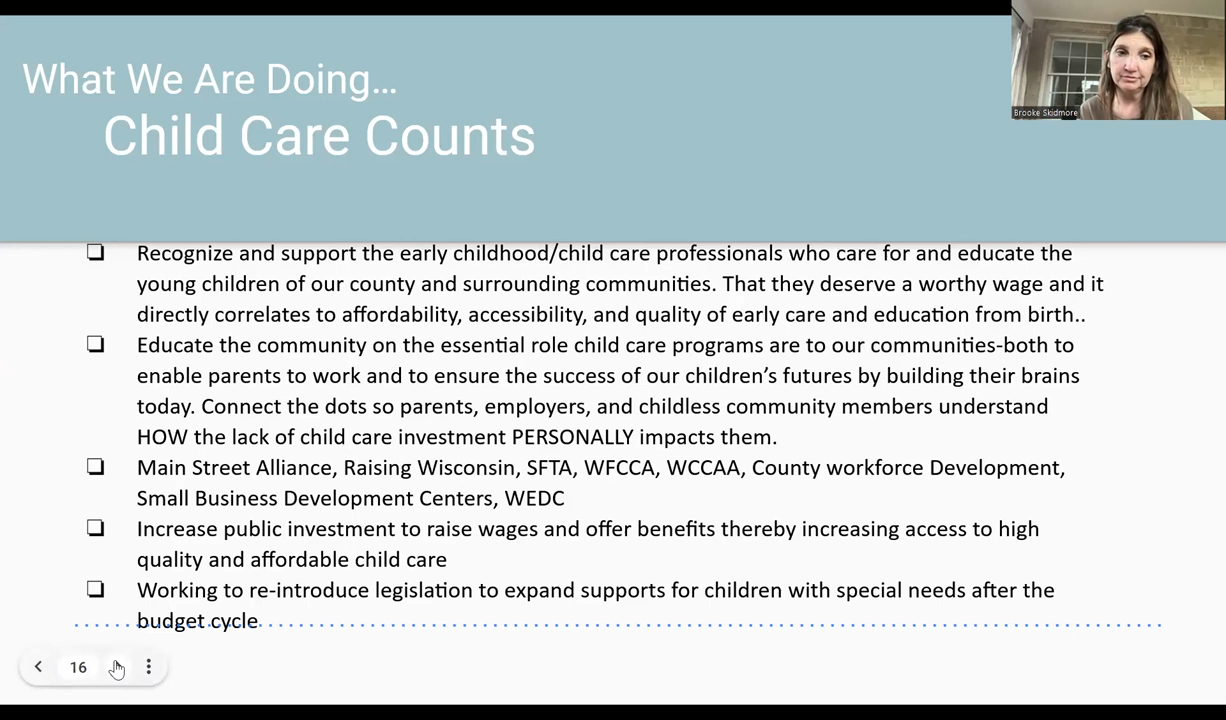 What We Are Doing…
Child Care Counts
Brooke Skidmore
❏ Recognize and support the early childhood/child care professionals who care for and educate the
young children of our county and surrounding communities. That they deserve a worthy wage and it
directly correlates to affordability, accessibility, and quality of early care and education from birth..
❏ Educate the community on the essential role child care programs are to our communities-both to
enable parents to work and to ensure the success of our children’s futures by building their brains
today. Connect the dots so parents, employers, and childless community members understand
HOW the lack of child care investment PERSONALLY impacts them.
❏ Main Street Alliance, Raising Wisconsin, SFTA, WFCCA, WCCAA, County workforce Development,
Small Business Development Centers, WEDC
❏ Increase public investment to raise wages and offer benefits thereby increasing access to high
quality and affordable child care
❏ Working to re-introduce legislation to expand supports for children with special needs after the
budget cycle
16